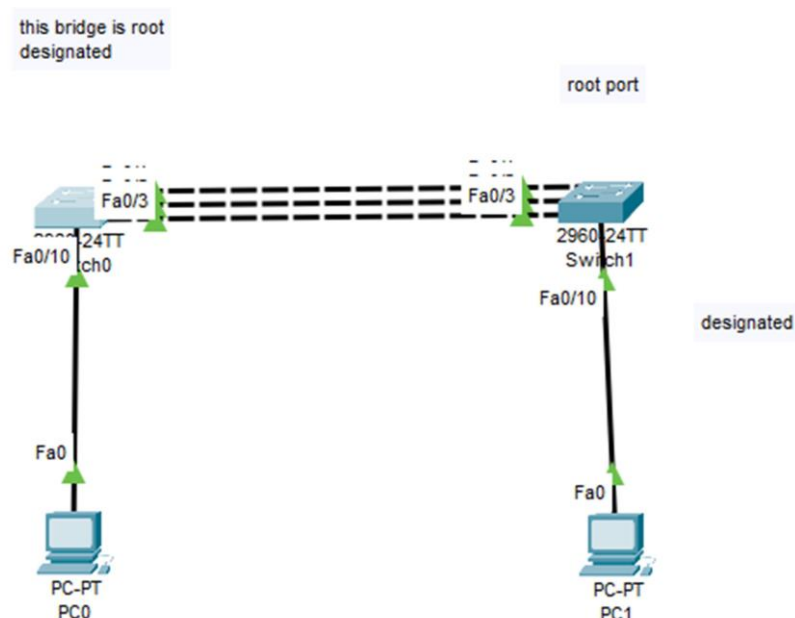 this bridge is root
designated
root port
Fa0/3
Fa0/3
2960-24TT
Switch1
Fa0/10
Fa0/10
designated
Fa0
Fa0
PC-PT
PC0
PC-PT
PC1